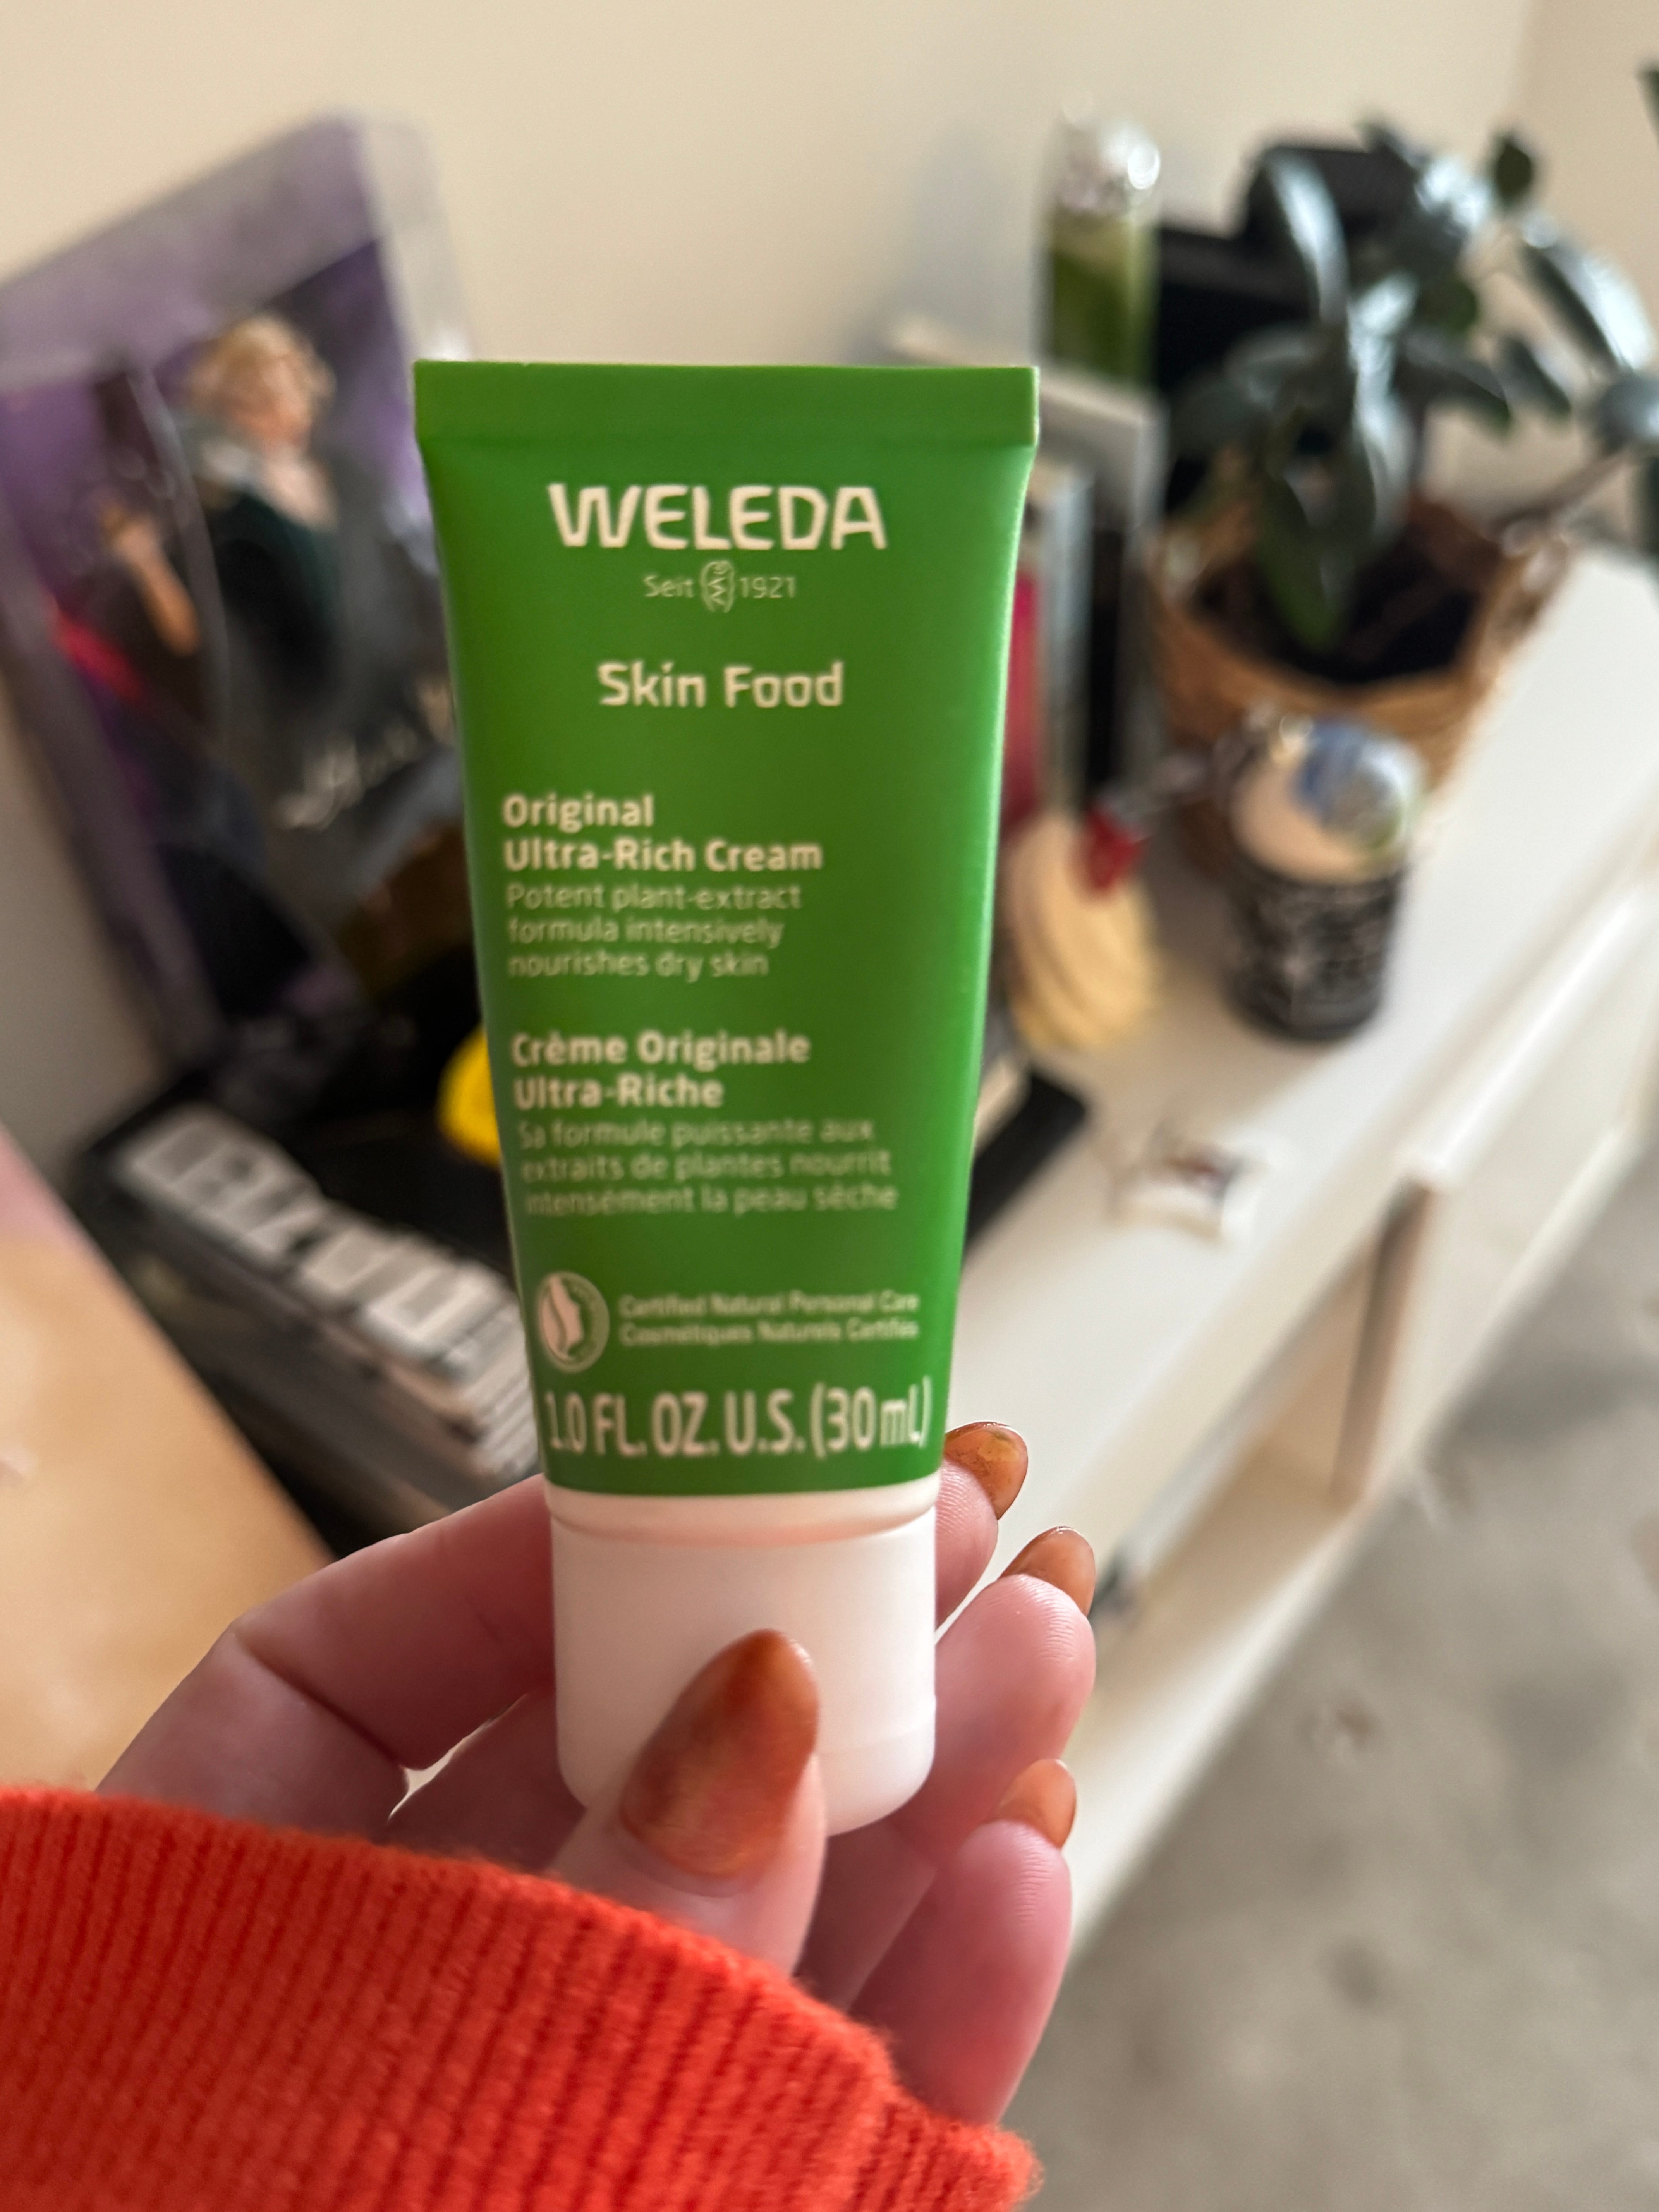 WELEDA
Seit 1921
Skin Food
Original
Ultra-Rich Cream
Potent plant-extract
formula intensively
nourishes dry skin
Crème Originale
Ultra-Riche
Sa formule puissante aux
extraits de plantes nourrit
intensément la peau sèche
Certified Natural Personal Care
Cosmétiques Naturels Certifiés
1.0 FL. OZ. U.S. (30 mL)